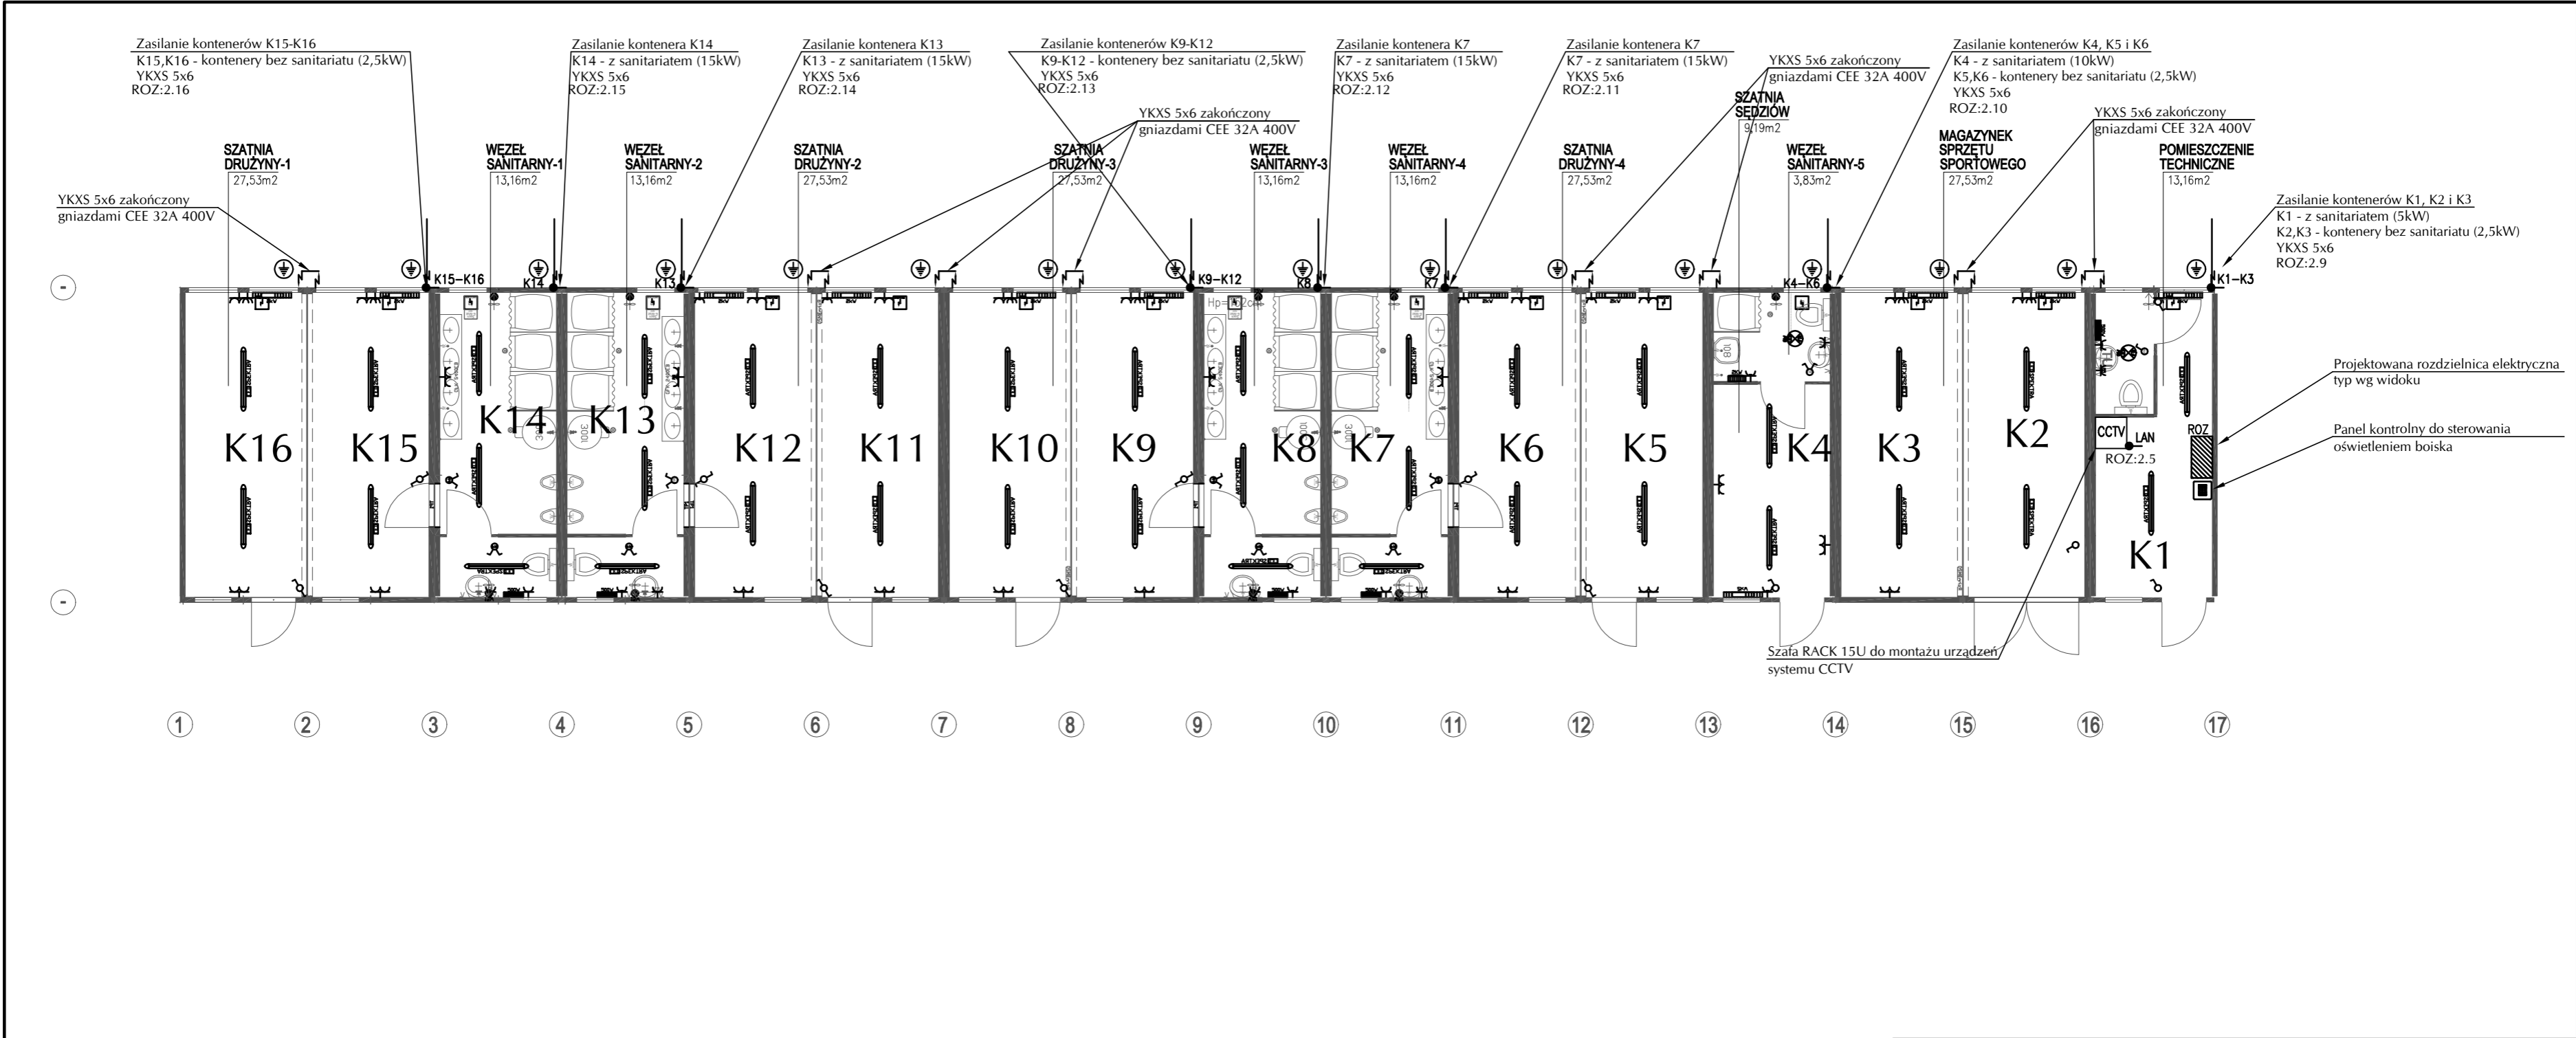 Zasilanie kontenerów K15-K16
K15,K16 - kontenery bez sanitariatu (2,5kW)
YKXS 5x6
ROZ:2.16
Zasilanie kontenera K14
K14 - z sanitariatem (15kW)
YKXS 5x6
ROZ:2.15
Zasilanie kontenera K13
K13 - z sanitariatem (15kW)
YKXS 5x6
ROZ:2.14
Zasilanie kontenerów K9-K12
K9-K12 - kontenery bez sanitariatu (2,5kW)
YKXS 5x6
ROZ:2.13
Zasilanie kontenera K7
K7 - z sanitariatem (15kW)
YKXS 5x6
ROZ:2.12
Zasilanie kontenera K7
K7 - z sanitariatem (15kW)
YKXS 5x6
ROZ:2.11
YKXS 5x6 zakończony
gniazdami CEE 32A 400V
Zasilanie kontenerów K4, K5 i K6
K4 - z sanitariatem (10kW)
K5,K6 - kontenery bez sanitariatu (2,5kW)
YKXS 5x6
ROZ:2.10
YKXS 5x6 zakończony
gniazdami CEE 32A 400V
YKXS 5x6 zakończony
gniazdami CEE 32A 400V
SZATNIA
SĘDZIÓW
9,19m2
SZATNIA
DRUŻYNY-1
27,53m2
WĘZEŁ
SANITARNY-1
13,16m2
WĘZEŁ
SANITARNY-2
13,16m2
SZATNIA
DRUŻYNY-2
27,53m2
SZATNIA
DRUŻYNY-3
27,53m2
WĘZEŁ
SANITARNY-3
13,16m2
WĘZEŁ
SANITARNY-4
13,16m2
SZATNIA
DRUŻYNY-4
27,53m2
WĘZEŁ
SANITARNY-5
3,83m2
MAGAZYNEK
SPRZĘTU
SPORTOWEGO
27,53m2
POMIESZCZENIE
TECHNICZNE
13,16m2
YKXS 5x6 zakończony
gniazdami CEE 32A 400V
Zasilanie kontenerów K1, K2 i K3
K1 - z sanitariatem (5kW)
K2,K3 - kontenery bez sanitariatu (2,5kW)
YKXS 5x6
ROZ:2.9
K15-K16
K14
K13
K9-K12
K8
K7
K4-K6
K1-K3
Projektowana rozdzielnica elektryczna
typ wg widoku
Panel kontrolny do sterowania
oświetleniem boiska
K16
K15
K14
K13
K12
K11
K10
K9
K8
K7
K6
K5
K4
K3
K2
K1
CCTV
LAN
ROZ:2.5
ROZ
Szafa RACK 15U do montażu urządzeń
systemu CCTV
1
2
3
4
5
6
7
8
9
10
11
12
13
14
15
16
17